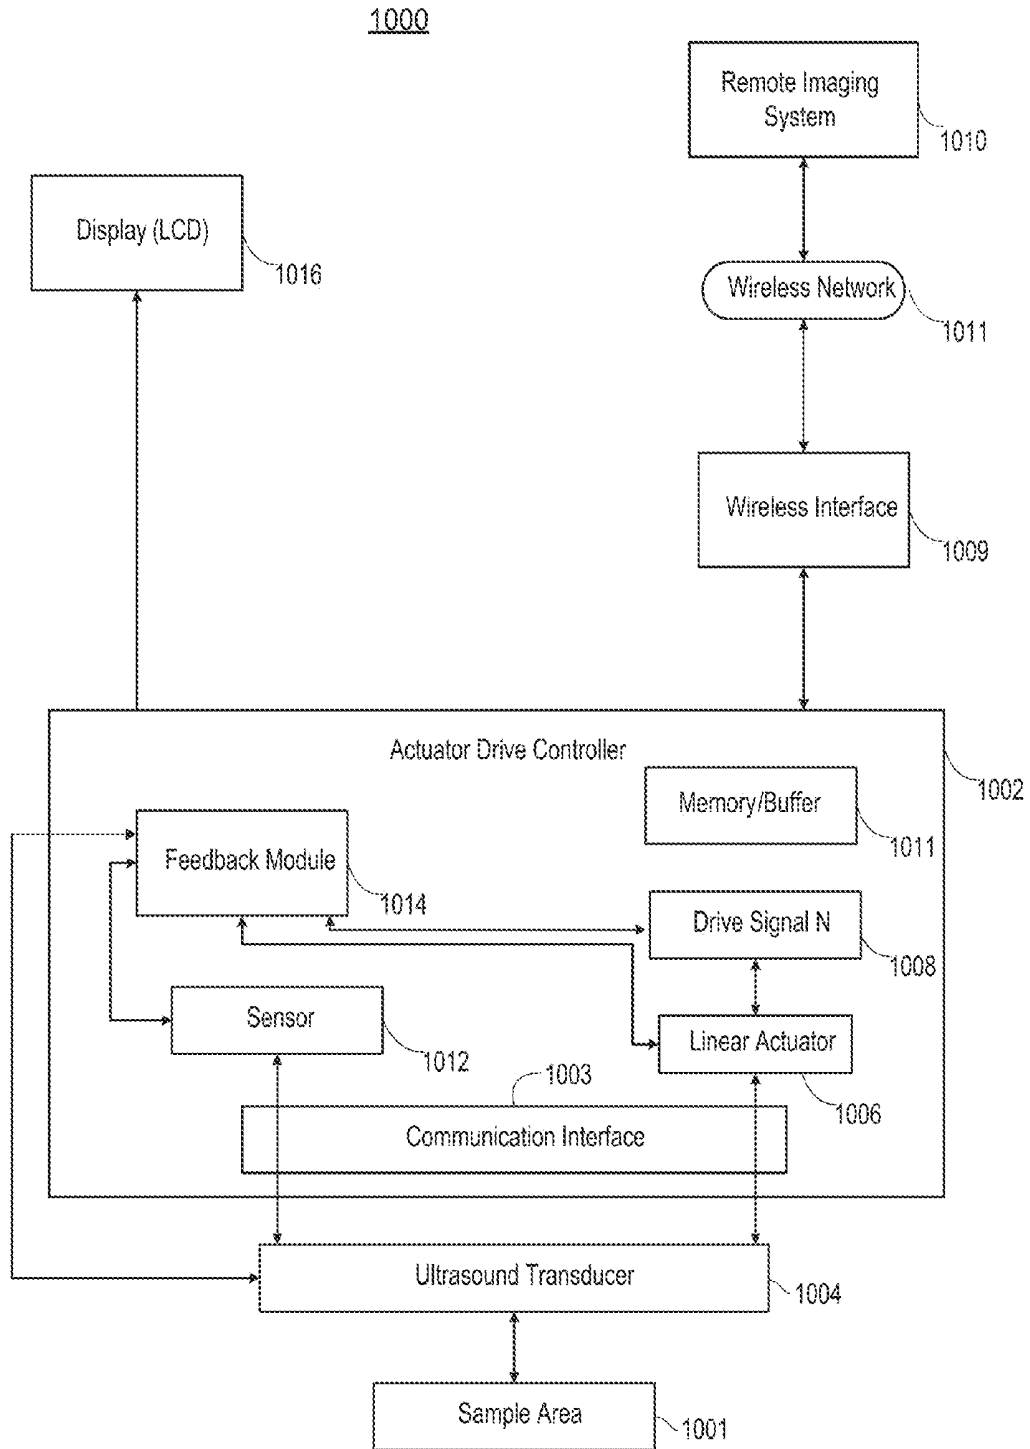 1000
Remote Imaging
System
1010
Display (LCD)
1016
Wireless Network
1011
Wireless Interface
1009
Actuator Drive Controller
1002
Memory/Buffer
1011
Feedback Module
1014
Drive Signal N
1008
Sensor
1012
Linear Actuator
1006
1003
Communication Interface
Ultrasound Transducer
1004
Sample Area
1001